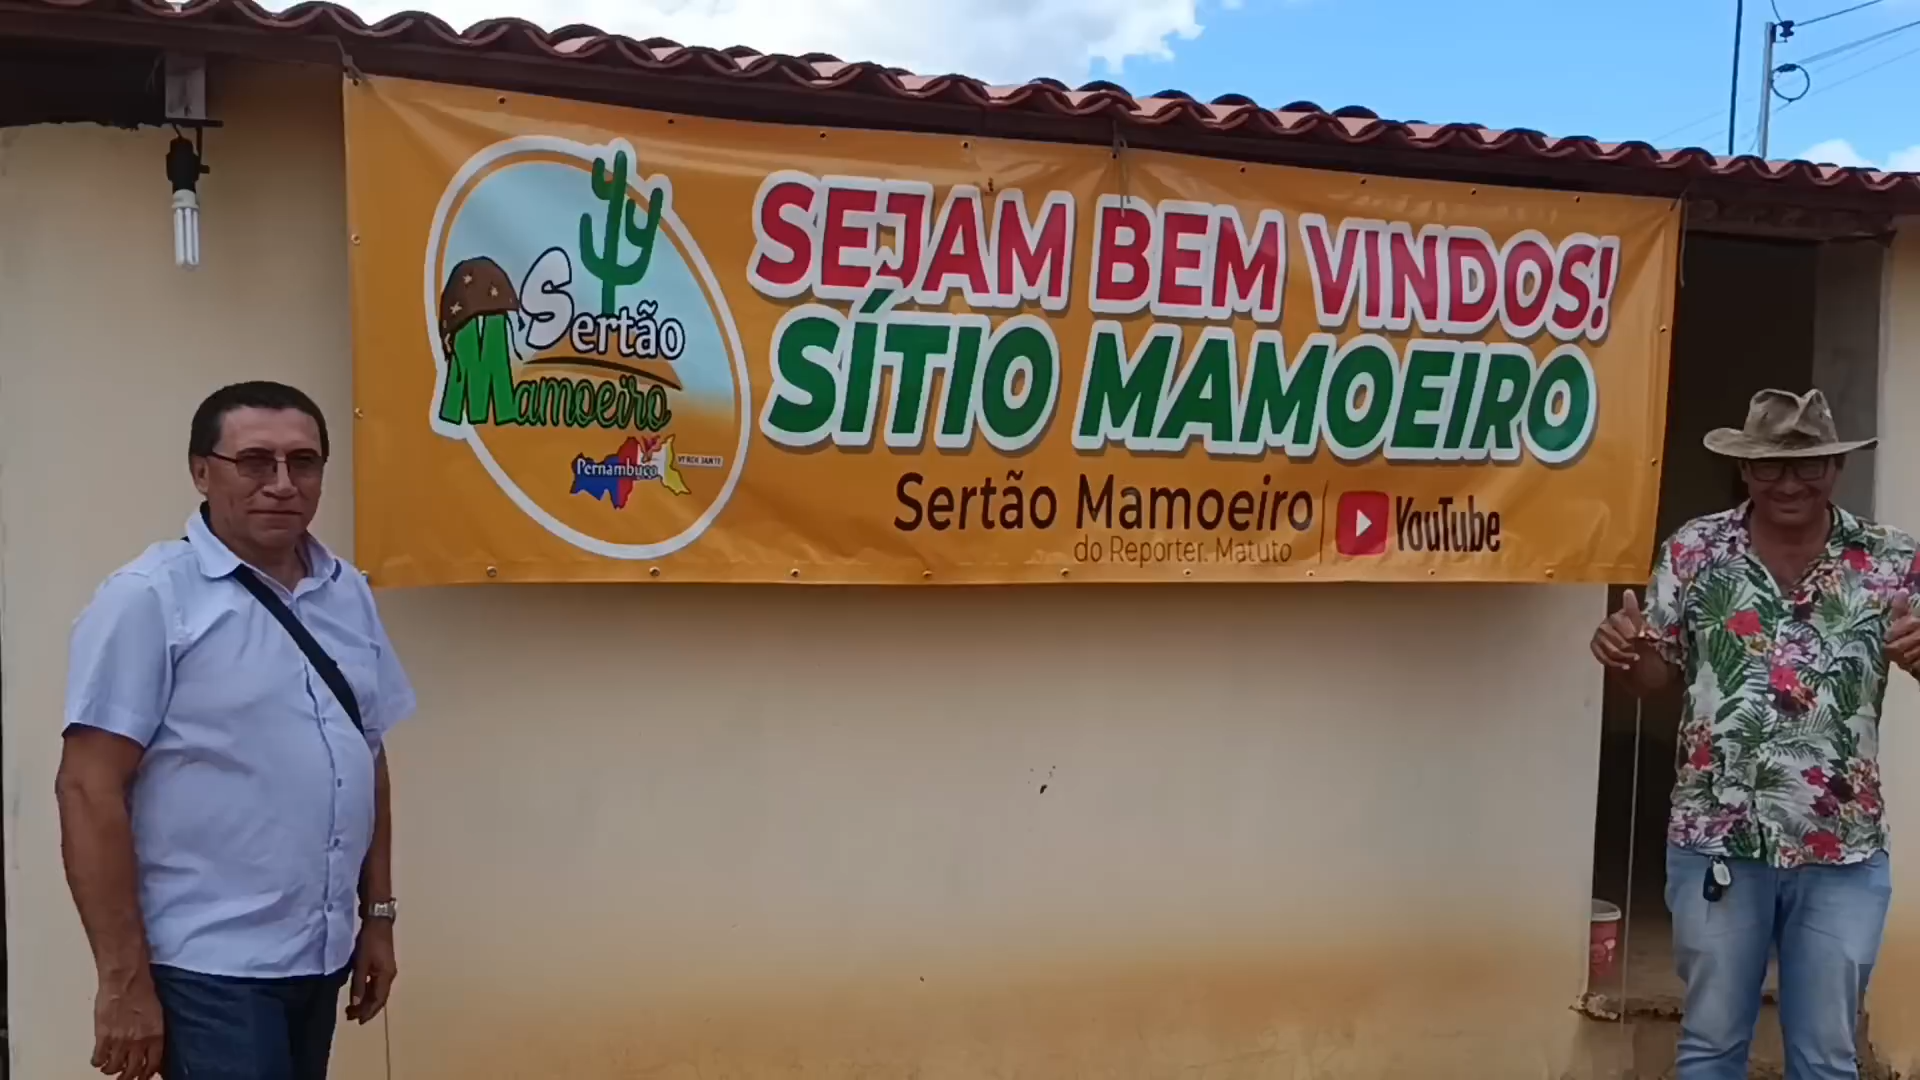 Sertão
Mamoeiro
Pernambuco
SEJAM BEM VINDOS!
SÍTIO MAMOEIRO
Sertão Mamoeiro
do Reporter. Matuto
YouTube